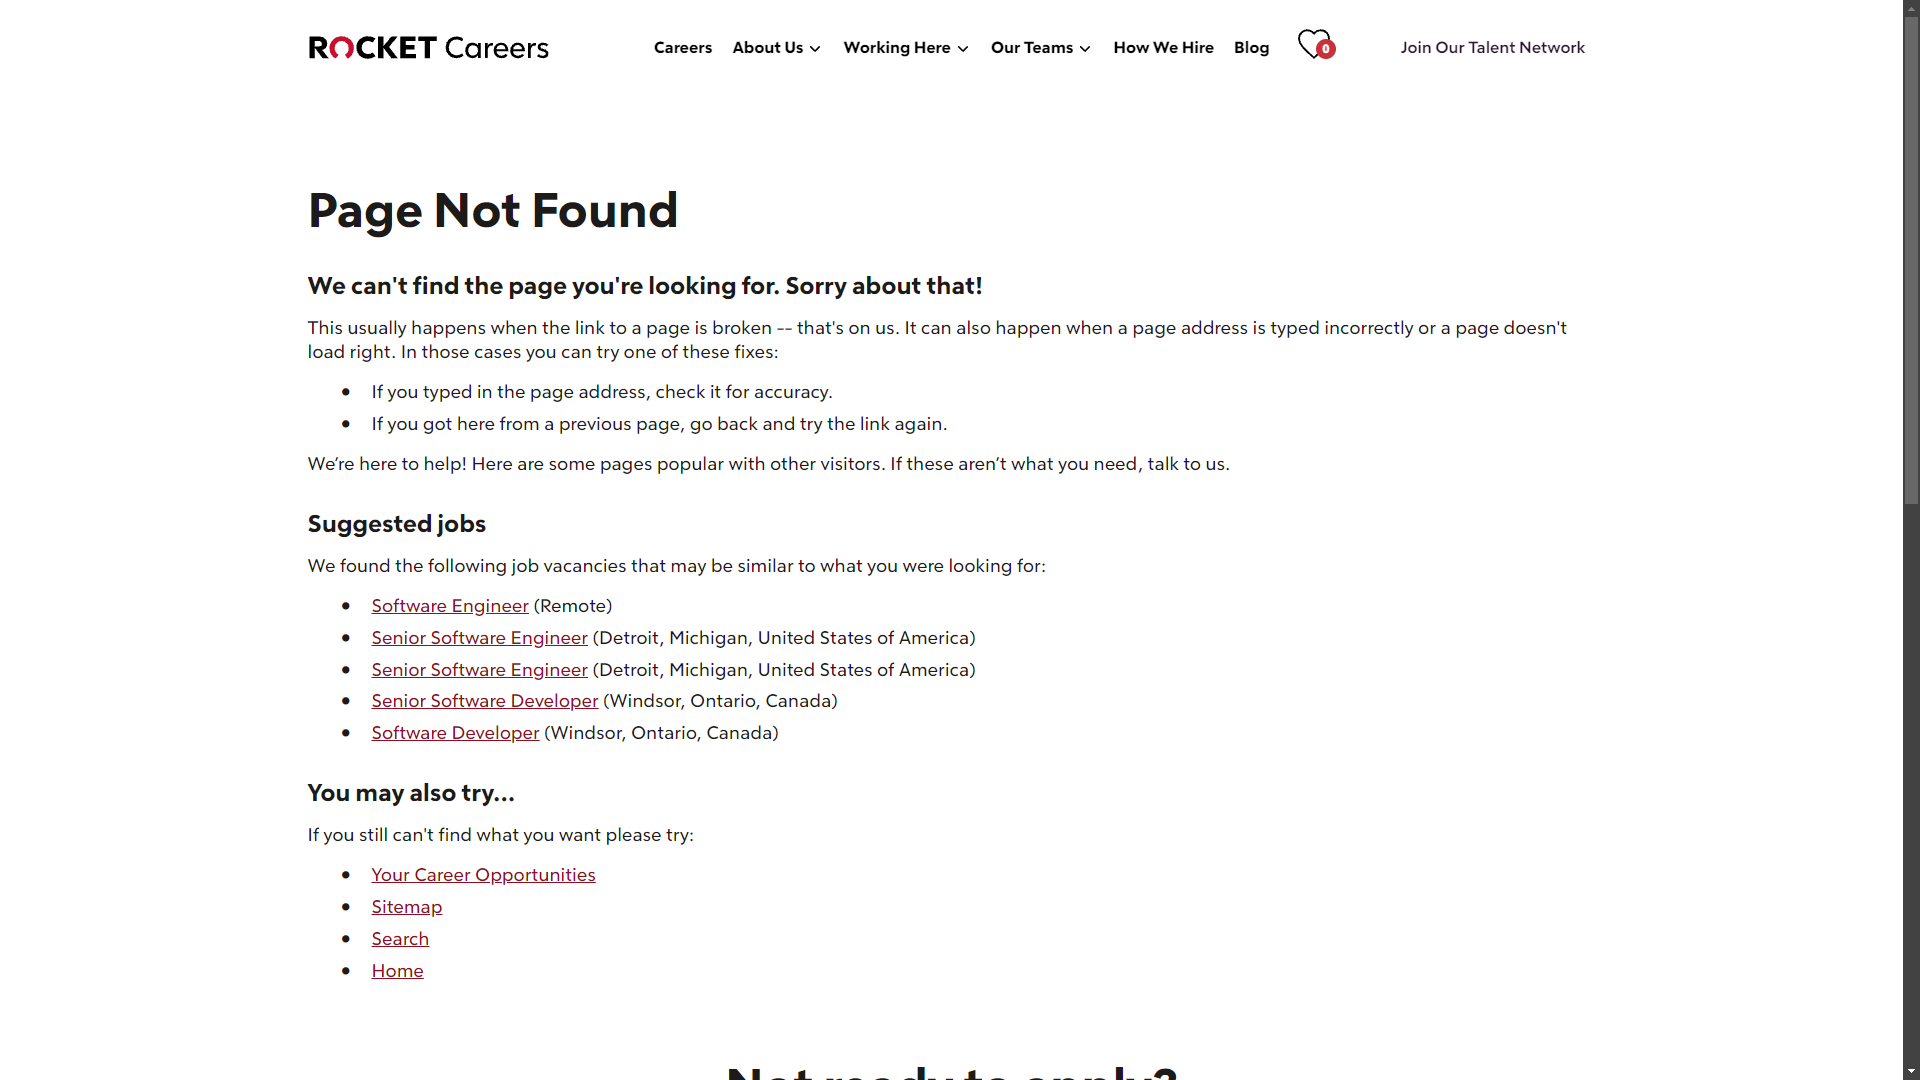 ROCKET Careers
Careers About Us Working Here Our Teams How We Hire Blog 0 Join Our Talent Network
Page Not Found
We can't find the page you're looking for. Sorry about that!
This usually happens when the link to a page is broken -- that's on us. It can also happen when a page address is typed incorrectly or a page doesn't
load right. In those cases you can try one of these fixes:
If you typed in the page address, check it for accuracy.
If you got here from a previous page, go back and try the link again.
We’re here to help! Here are some pages popular with other visitors. If these aren’t what you need, talk to us.
Suggested jobs
We found the following job vacancies that may be similar to what you were looking for:
Software Engineer (Remote)
Senior Software Engineer (Detroit, Michigan, United States of America)
Senior Software Engineer (Detroit, Michigan, United States of America)
Senior Software Developer (Windsor, Ontario, Canada)
Software Developer (Windsor, Ontario, Canada)
You may also try...
If you still can't find what you want please try:
Your Career Opportunities
Sitemap
Search
Home
Not ready to apply?